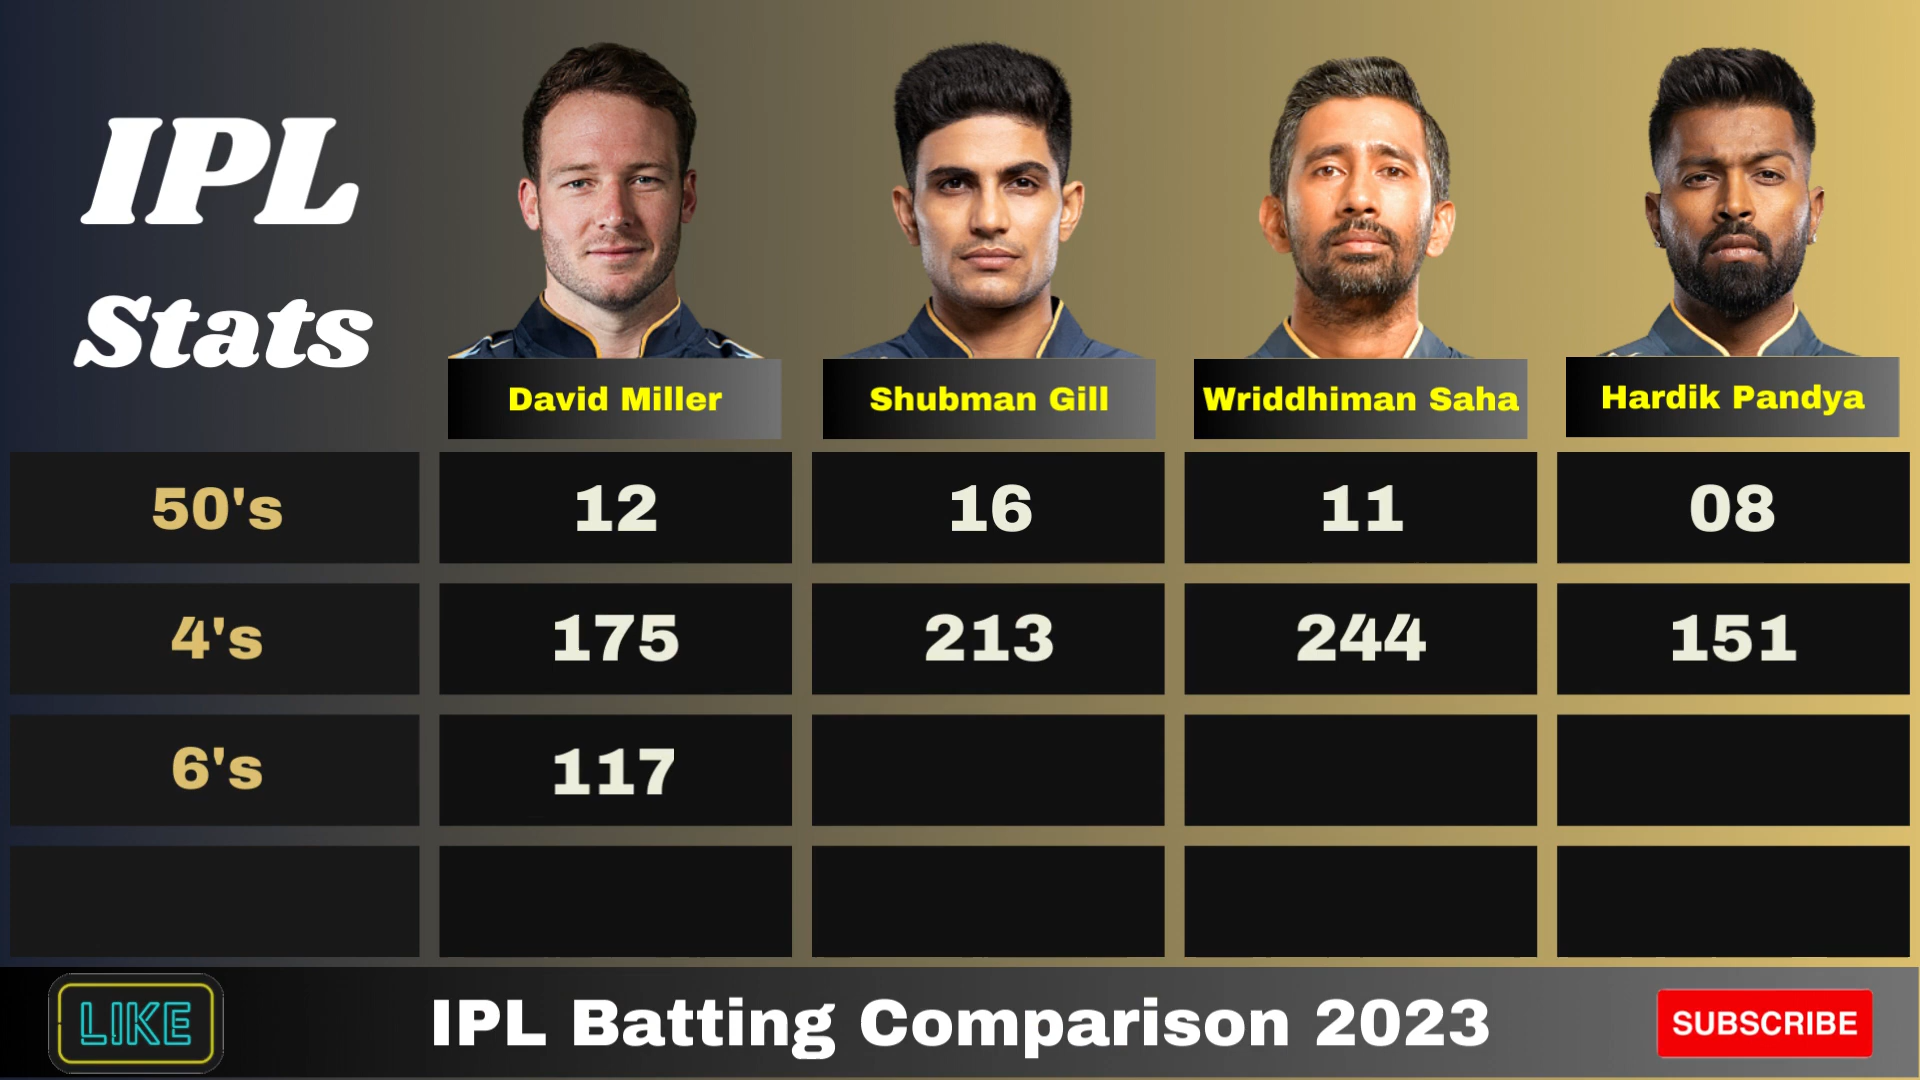 IPL
Stats
David Miller Shubman Gill Wriddhiman Saha Hardik Pandya
50's 12 16 11 08
4's 175 213 244 151
6's 117
LIKE IPL Batting Comparison 2023 SUBSCRIBE